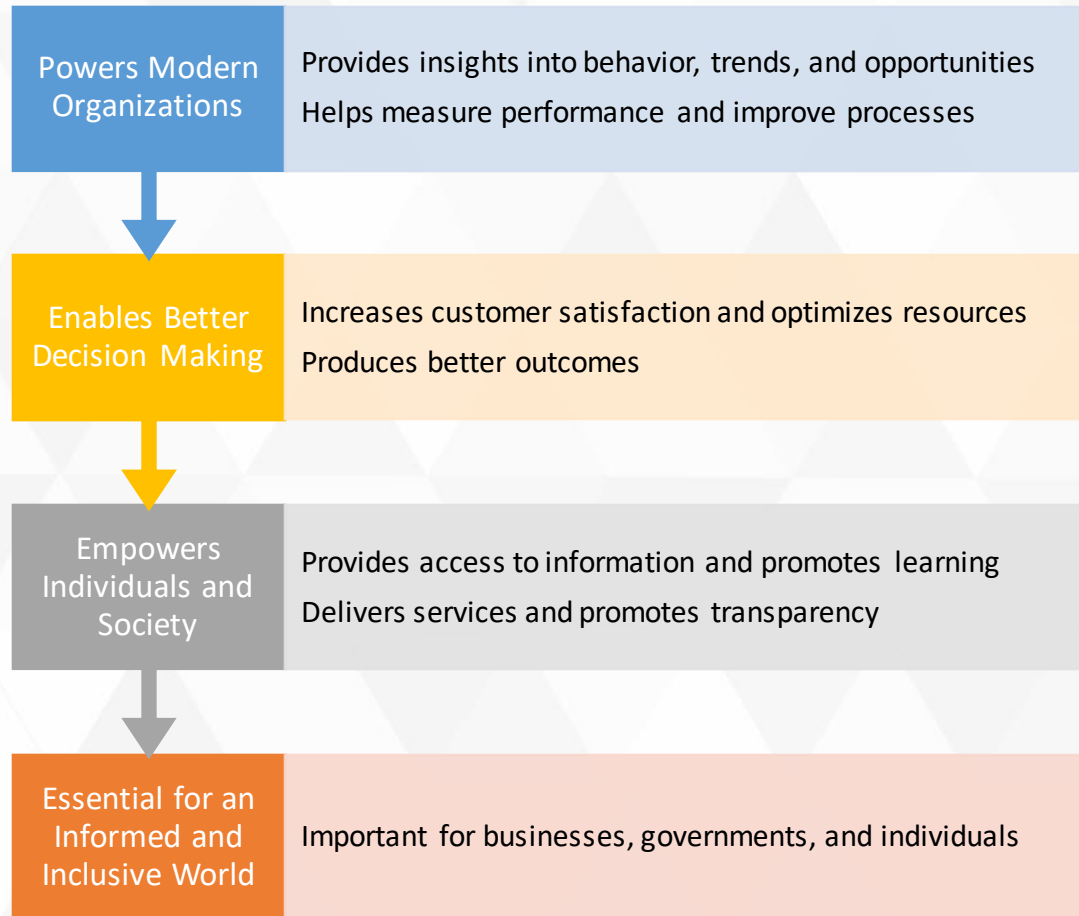 Powers Modern
Organizations
Provides insights into behavior, trends, and opportunities
Helps measure performance and improve processes
Enables Better
Decision Making
Increases customer satisfaction and optimizes resources
Produces better outcomes
Empowers
Individuals and
Society
Provides access to information and promotes learning
Delivers services and promotes transparency
Essential for an
Informed and
Inclusive World
Important for businesses, governments, and individuals